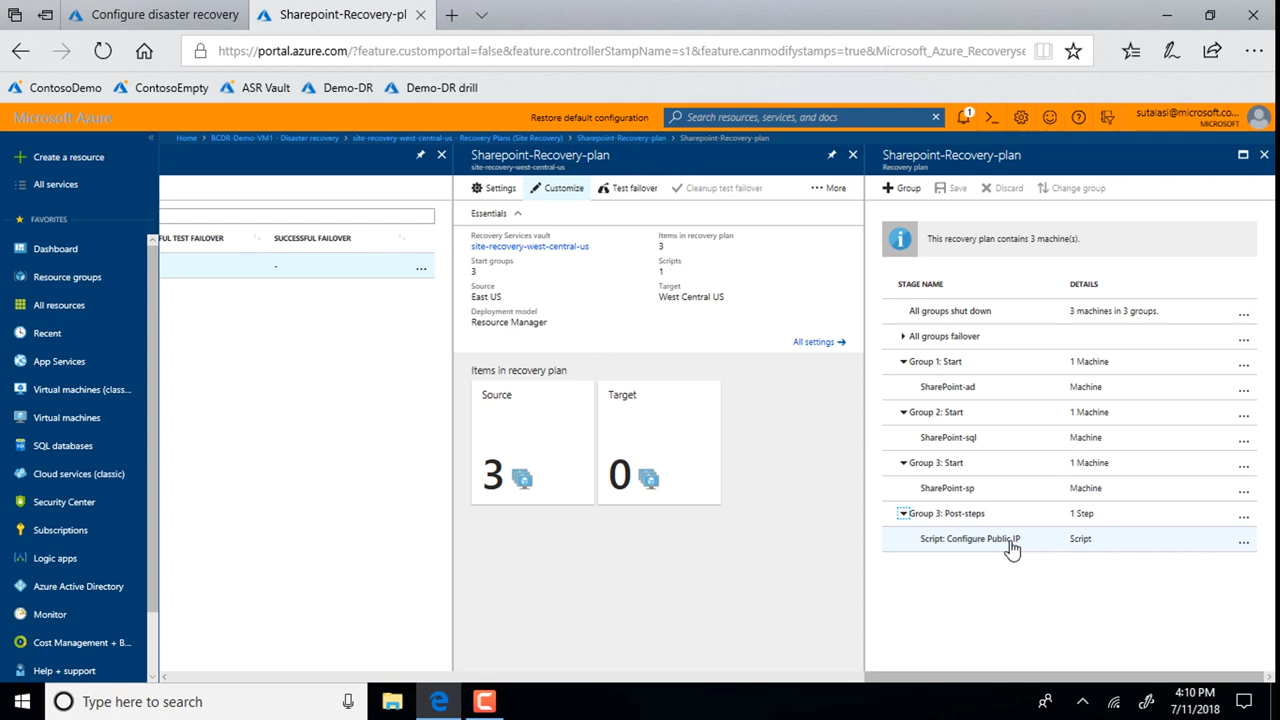 Configure disaster recovery
Sharepoint-Recovery-pl
https://portal.azure.com/?feature.customportal=false&feature.controllerStampName=s1&feature.canmodifystamps=true&Microsoft_Azure_Recoveryse
ContosoDemo
ContosoEmpty
ASR Vault
Demo-DR
Demo-DR drill
Microsoft Azure
Restore default configuration
Search resources, services, and docs
1
sutalasi@microsoft.co...
MICROSOFT
Home
BCDR-Demo-VM1 - Disaster recovery
site-recovery-west-central-us - Recovery Plans (Site Recovery)
Sharepoint-Recovery-plan
Sharepoint-Recovery-plan
Create a resource
All services
FAVORITES
Dashboard
Resource groups
All resources
Recent
App Services
Virtual machines (class...
Virtual machines
SQL databases
Cloud services (classic)
Security Center
Subscriptions
Logic apps
Azure Active Directory
Monitor
Cost Management + B...
Help + support
FUL TEST FAILOVER
SUCCESSFUL FAILOVER
-
...
Sharepoint-Recovery-plan
site-recovery-west-central-us
Settings
Customize
Test failover
Cleanup test failover
... More
Essentials
Recovery Services vault
site-recovery-west-central-us
Start groups
3
Source
East US
Deployment model
Resource Manager
Items in recovery plan
3
Scripts
1
Target
West Central US
All settings
Items in recovery plan
Source
3
Target
0
Sharepoint-Recovery-plan
Recovery plan
Group
Save
Discard
Change group
This recovery plan contains 3 machine(s).
STAGE NAME DETAILS
All groups shut down 3 machines in 3 groups. ...
All groups failover ...
Group 1: Start 1 Machine ...
SharePoint-ad Machine ...
Group 2: Start 1 Machine ...
SharePoint-sql Machine ...
Group 3: Start 1 Machine ...
SharePoint-sp Machine ...
Group 3: Post-steps 1 Step ...
Script: Configure Public IP Script ...
Type here to search
4:10 PM
7/11/2018